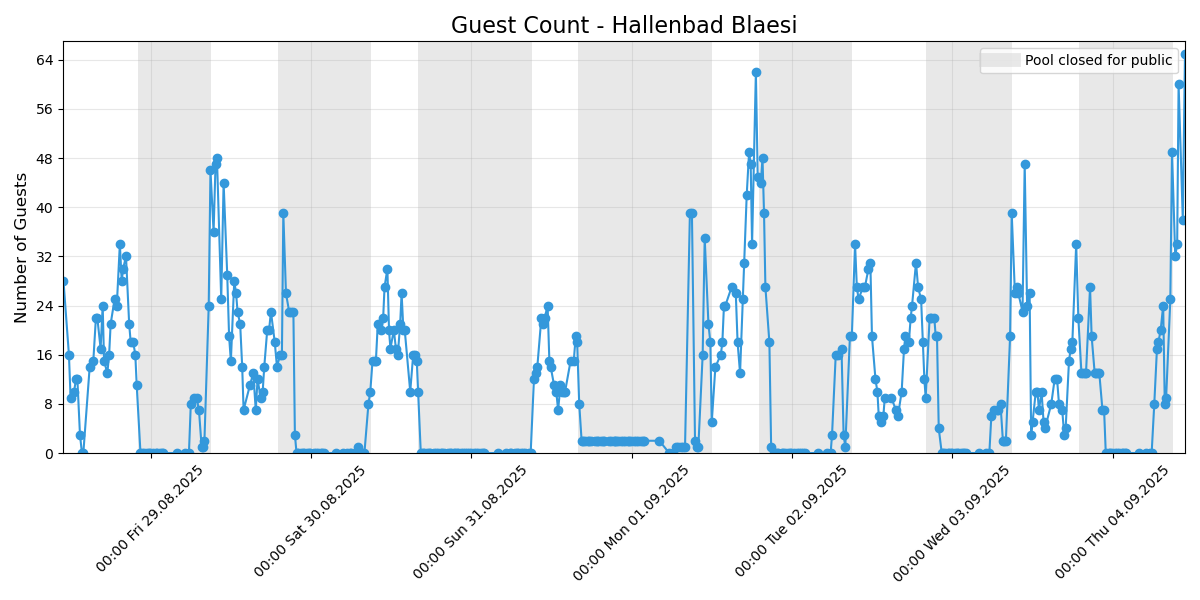 Guest Count - Hallenbad Blaesi
Pool closed for public
Number of Guests
64
56
48
40
32
24
16
8
0
00:00 Fri 29.08.2025
00:00 Sat 30.08.2025
00:00 Sun 31.08.2025
00:00 Mon 01.09.2025
00:00 Tue 02.09.2025
00:00 Wed 03.09.2025
00:00 Thu 04.09.2025